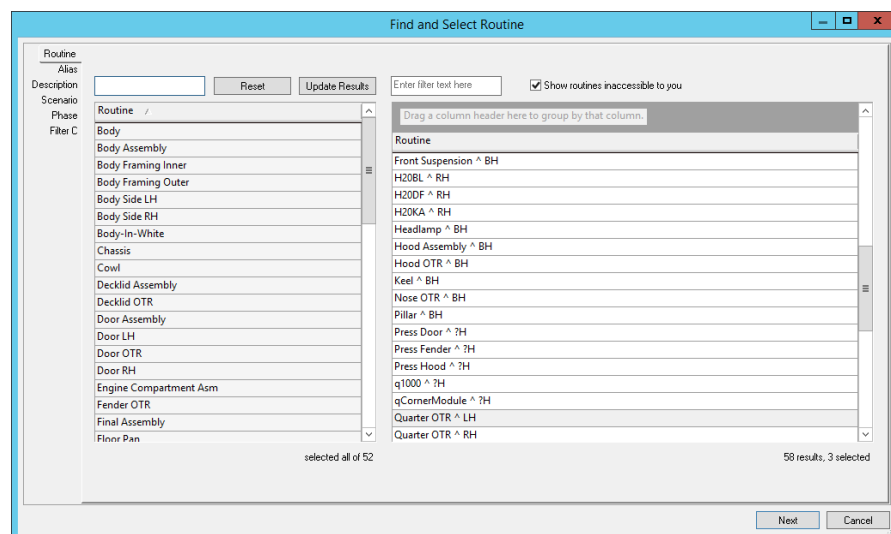 Find and Select Routine
Routine
Alias
Description
Scenario
Phase
Filter C
Reset
Update Results
Enter filter text here
Show routines inaccessible to you
Routine
Body
Body Assembly
Body Framing Inner
Body Framing Outer
Body Side LH
Body Side RH
Body-In-White
Chassis
Cowl
Decklid Assembly
Decklid OTR
Door Assembly
Door LH
Door OTR
Door RH
Engine Compartment Asm
Fender OTR
Final Assembly
Floor Pan
selected all of 52
Drag a column header here to group by that column.
Routine
Front Suspension ^ BH
H20BL ^ RH
H20DF ^ RH
H20KA ^ RH
Headlamp ^ BH
Hood Assembly ^ BH
Hood OTR ^ BH
Keel ^ BH
Nose OTR ^ BH
Pillar ^ BH
Press Door ^ ?H
Press Fender ^ ?H
Press Hood ^ ?H
q1000 ^ ?H
qCornerModule ^ ?H
Quarter OTR ^ LH
Quarter OTR ^ RH
58 results, 3 selected
Next
Cancel